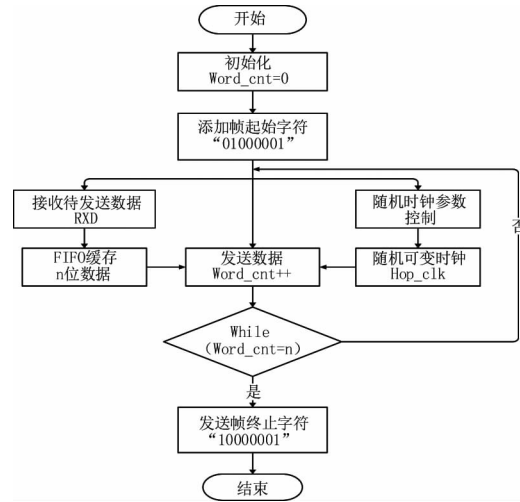 开始
初始化
Word_cnt=0
添加帧起始字符
“01000001”
接收待发送数据
RXD
随机时钟参数
控制
否
FIFO缓存
n位数据
发送数据
Word_cnt++
随机可变时钟
Hop_clk
While
(Word_cnt=n)
是
发送帧终止字符
“10000001”
结束